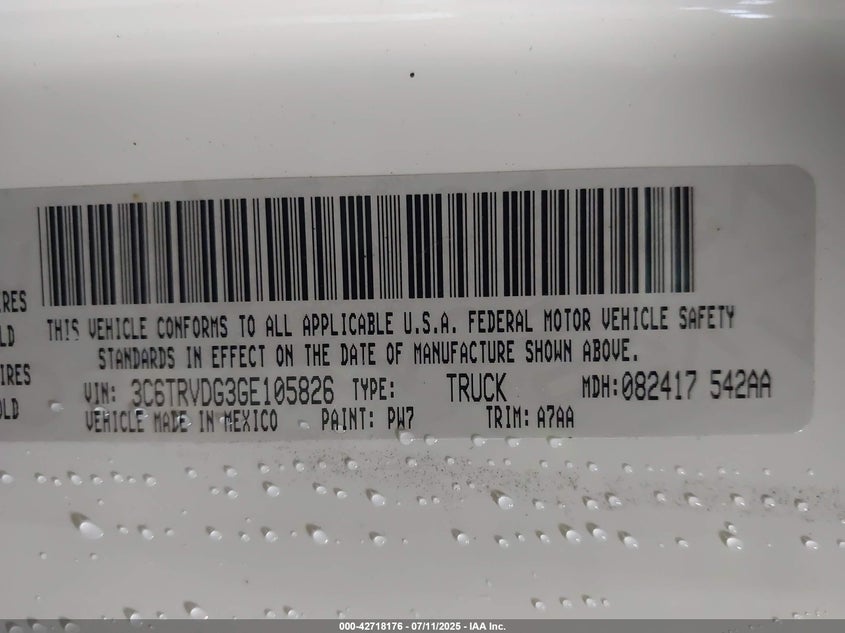 IRES
LD
IRES
OLD
THIS VEHICLE CONFORMS TO ALL APPLICABLE U.S.A. FEDERAL MOTOR VEHICLE SAFETY
STANDARDS IN EFFECT ON THE DATE OF MANUFACTURE SHOWN ABOVE.
VIN: 3C6TRVDG3GE105826 TYPE: TRUCK MDH:082417 542AA
VEHICLE MADE IN MEXICO PAINT: PW7 TRIM: A7AA
000-42718176 - 07/11/2025 - IAA Inc.